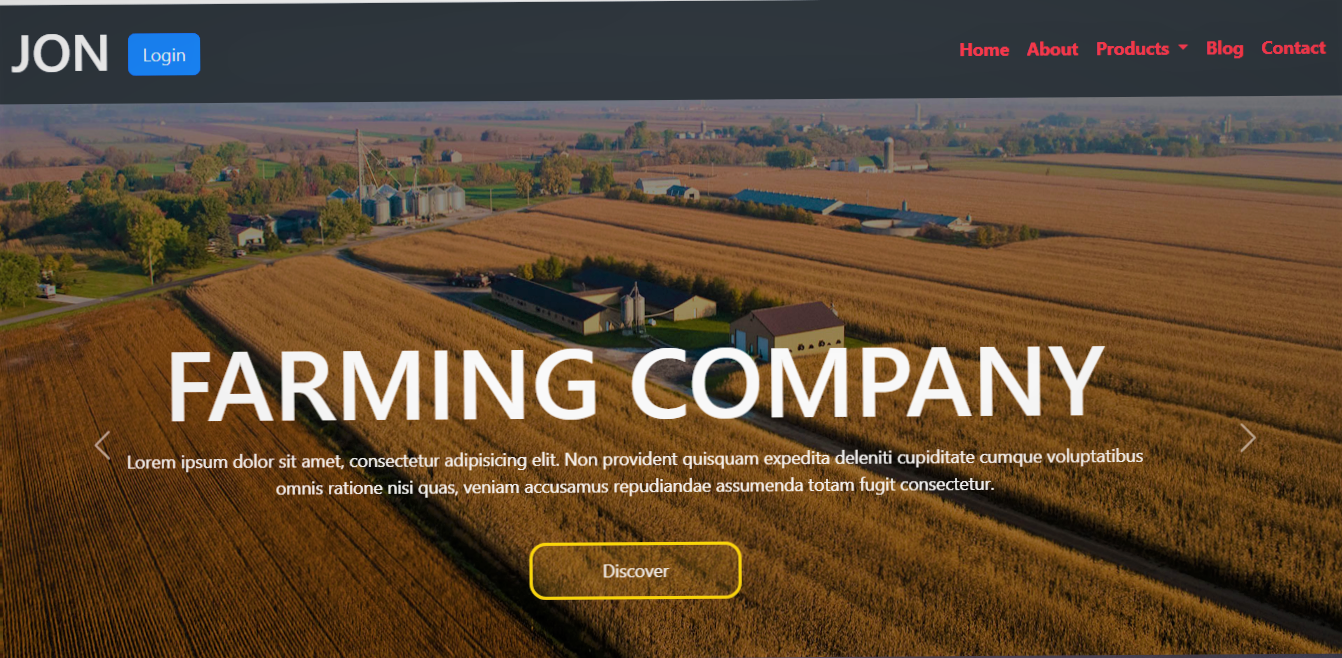 JON
Login
Home About Products Blog Contact
FARMING COMPANY
Lorem ipsum dolor sit amet, consectetur adipisicing elit. Non provident quisquam expedita deleniti cupiditate cumque voluptatibus
omnis ratione nisi quas, veniam accusamus repudiandae assumenda totam fugit consectetur.
Discover